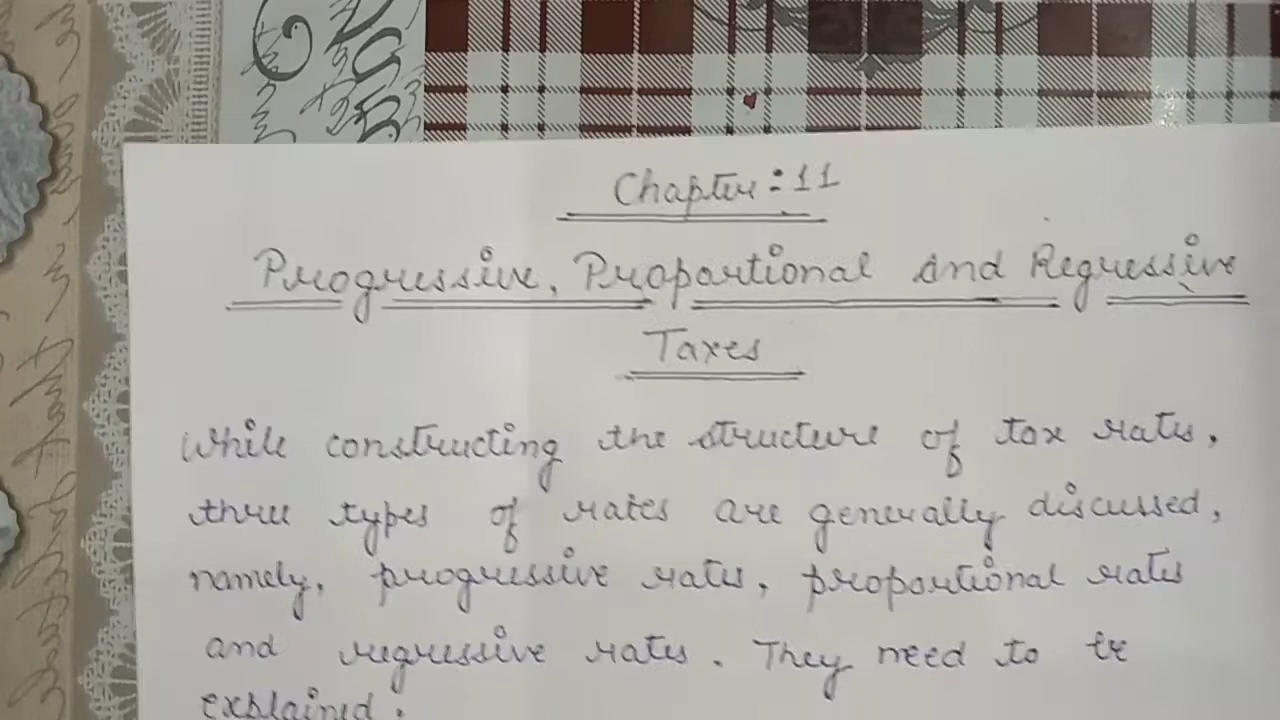 Chapter : 11
Progressive, Proportional and Regressive
Taxes
While constructing the structure of tax rates,
three types of rates are generally discussed,
namely, progressive rates, proportional rates
and regressive rates. They need to be
explained.